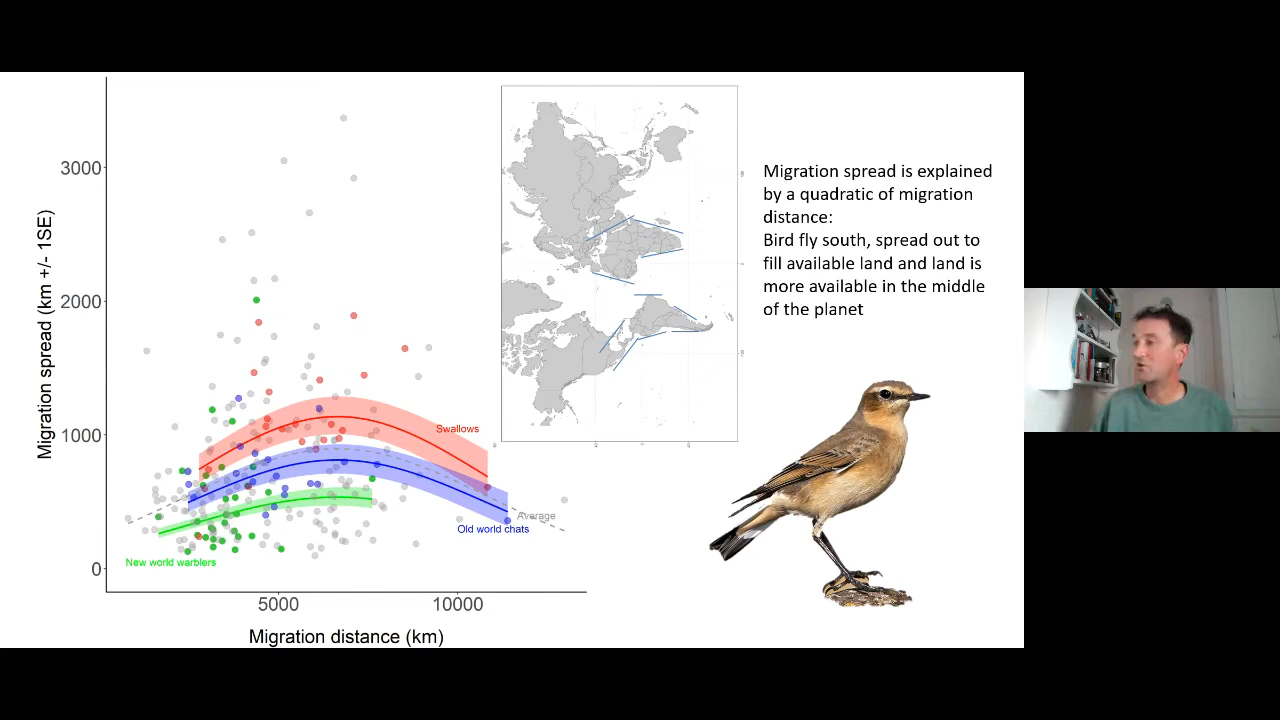 3000
2000
1000
0
Migration spread (km +/- 1SE)
5000
10000
Migration distance (km)
Swallows
Average
Old world chats
New world warblers
Migration spread is explained
by a quadratic of migration
distance:
Bird fly south, spread out to
fill available land and land is
more available in the middle
of the planet